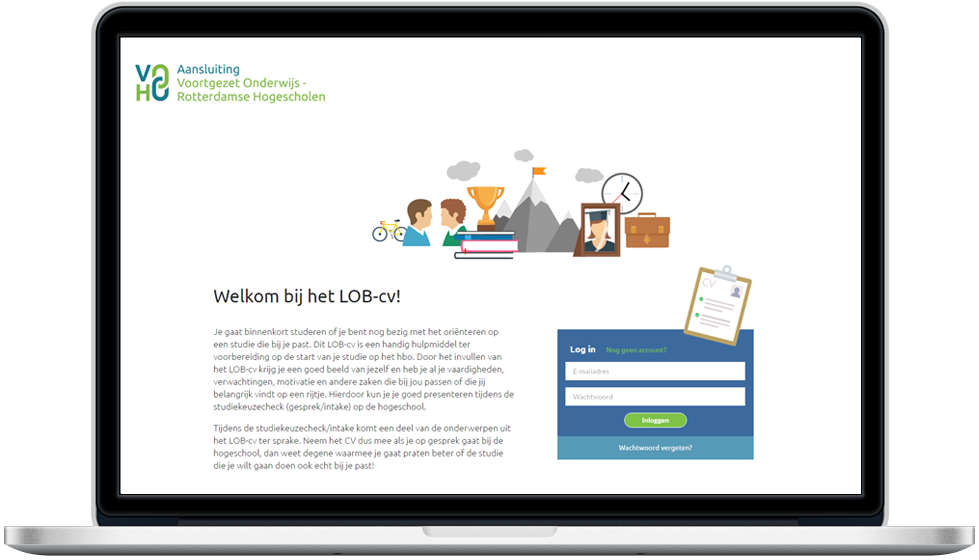 VO
HO
Aansluiting
Voortgezet Onderwijs -
Rotterdamse Hogescholen
CV
Welkom bij het LOB-cv!
Je gaat binnenkort studeren of je bent nog bezig met het oriënteren op
een studie die bij je past. Dit LOB-cv is een handig hulpmiddel ter
voorbereiding op de start van je studie op het hbo. Door het invullen van
het LOB-cv krijg je een goed beeld van jezelf en heb je al je vaardigheden,
verwachtingen, motivatie en andere zaken die bij jou passen of die jij
belangrijk vindt op een rijtje. Hierdoor kun je je goed presenteren tijdens de
studiekeuzecheck (gesprek/intake) op de hogeschool.
Tijdens de studiekeuzecheck/intake komt een deel van de onderwerpen uit
het LOB-cv ter sprake. Neem het CV dus mee als je op gesprek gaat bij de
hogeschool, dan weet degene waarmee je gaat praten beter of de studie
die je wilt gaan doen ook echt bij je past!
Log in Nog geen account?
E-mailadres
Wachtwoord
Inloggen
Wachtwoord vergeten?